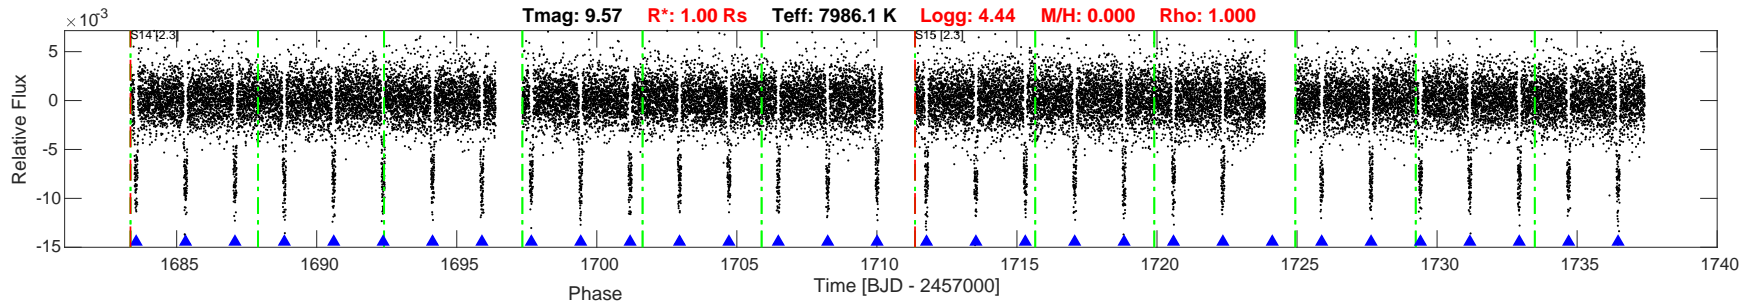 Tmag: 9.57 R*: 1.00 Rs Teff: 7986.1 K Logg: 4.44 M/H: 0.000 Rho: 1.000
×10⁻³
S14 [2.3]
S15 [2.3]
5
0
-5
-10
-15
Relative Flux
1685 1690 1695 1700 1705 1710 1715 1720 1725 1730 1735 1740
Phase
Time [BJD - 2457000]